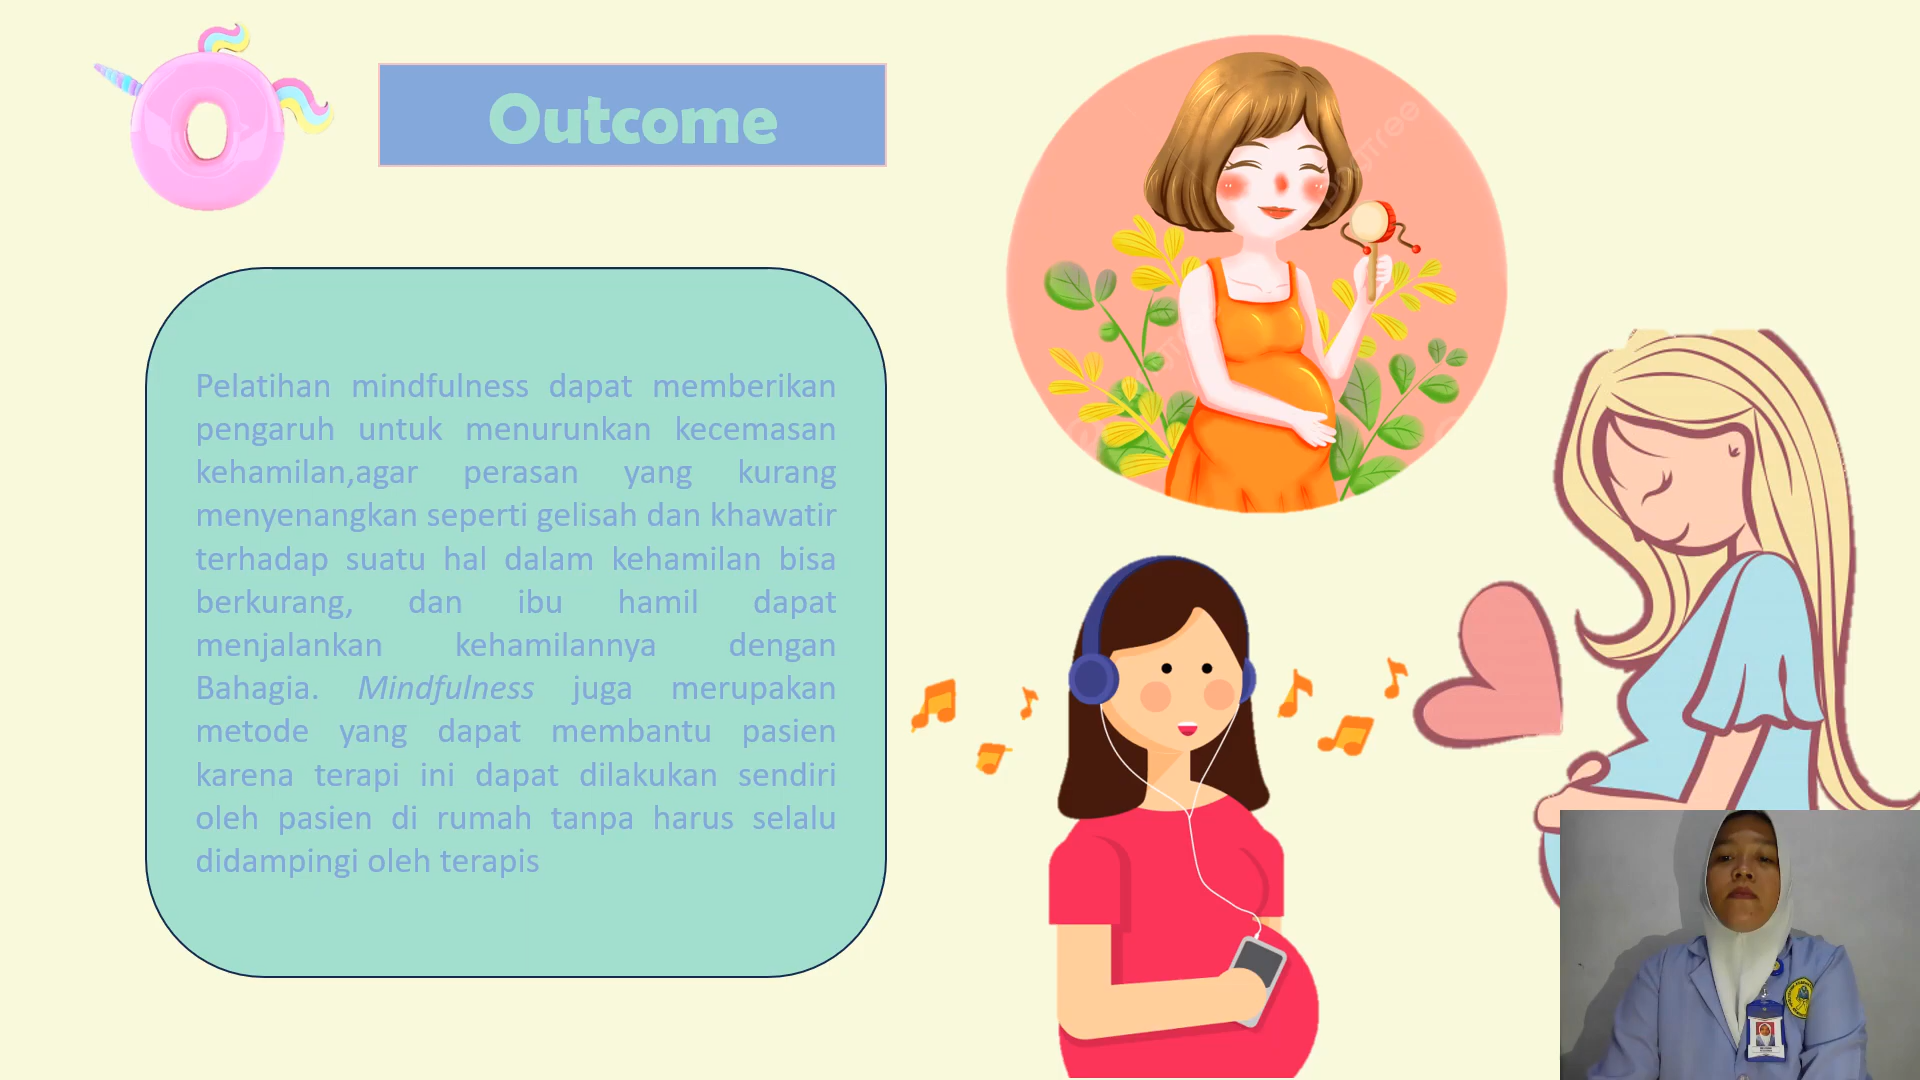 O
Outcome
Pelatihan mindfulness dapat memberikan
pengaruh untuk menurunkan kecemasan
kehamilan,agar perasan yang kurang
menyenangkan seperti gelisah dan khawatir
terhadap suatu hal dalam kehamilan bisa
berkurang, dan ibu hamil dapat
menjalankan kehamilannya dengan
Bahagia. Mindfulness juga merupakan
metode yang dapat membantu pasien
karena terapi ini dapat dilakukan sendiri
oleh pasien di rumah tanpa harus selalu
didampingi oleh terapis